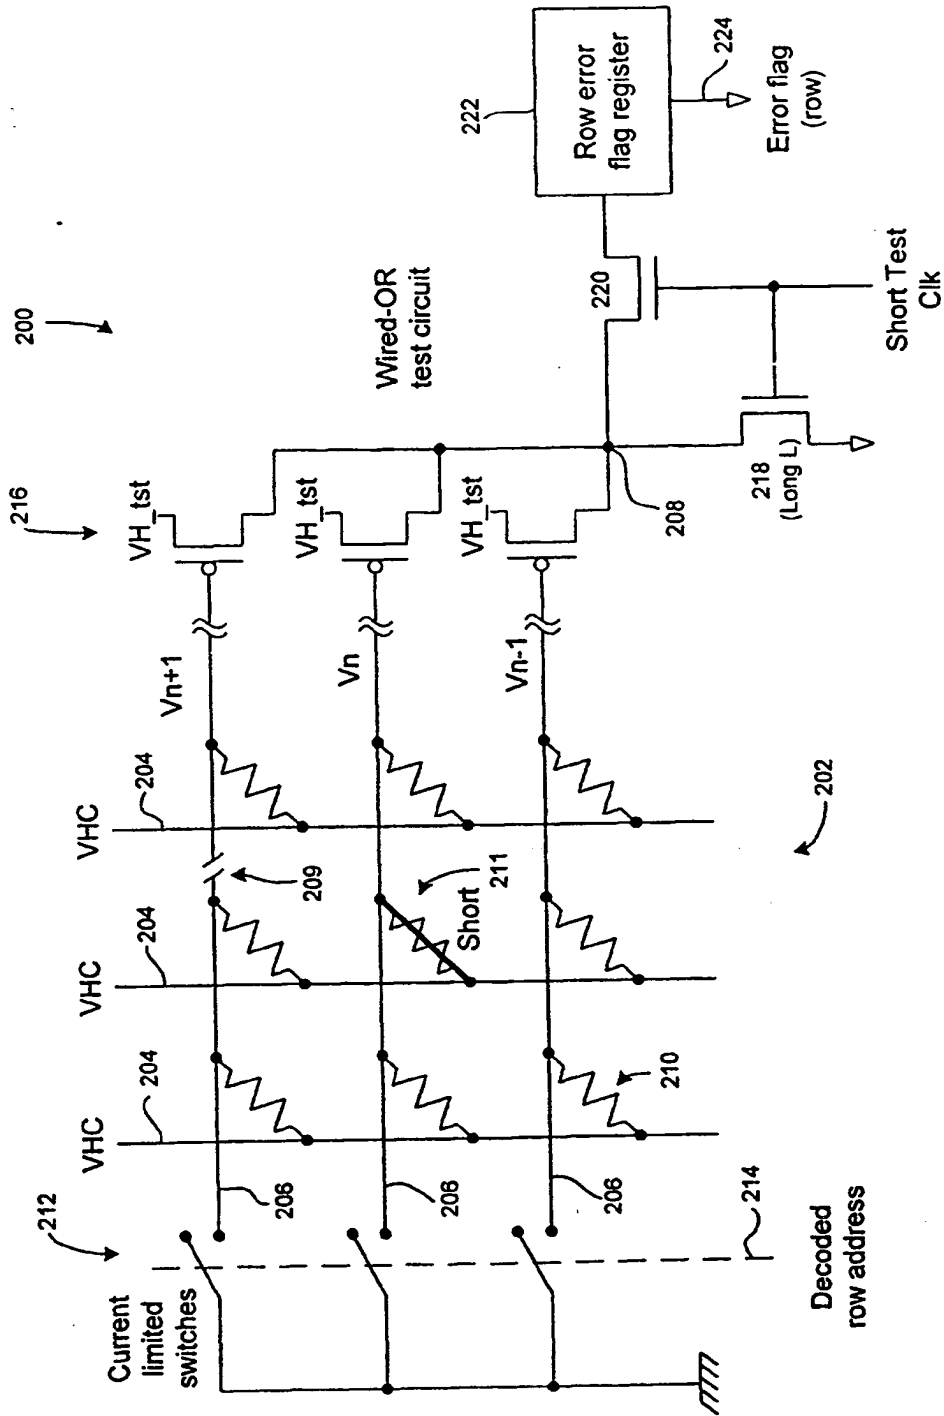 200
212
Current
limited
switches
VHC
204
VHC
204
VHC
204
216
VH_tst
VH_tst
VH_tst
Wired-OR
test circuit
222
Row error
flag register
224
Error flag
(row)
220
Short Test
Clk
218
(Long L)
208
Vn+1
Vn
Vn-1
209
Short
211
210
202
206
206
206
214
Decoded
row address